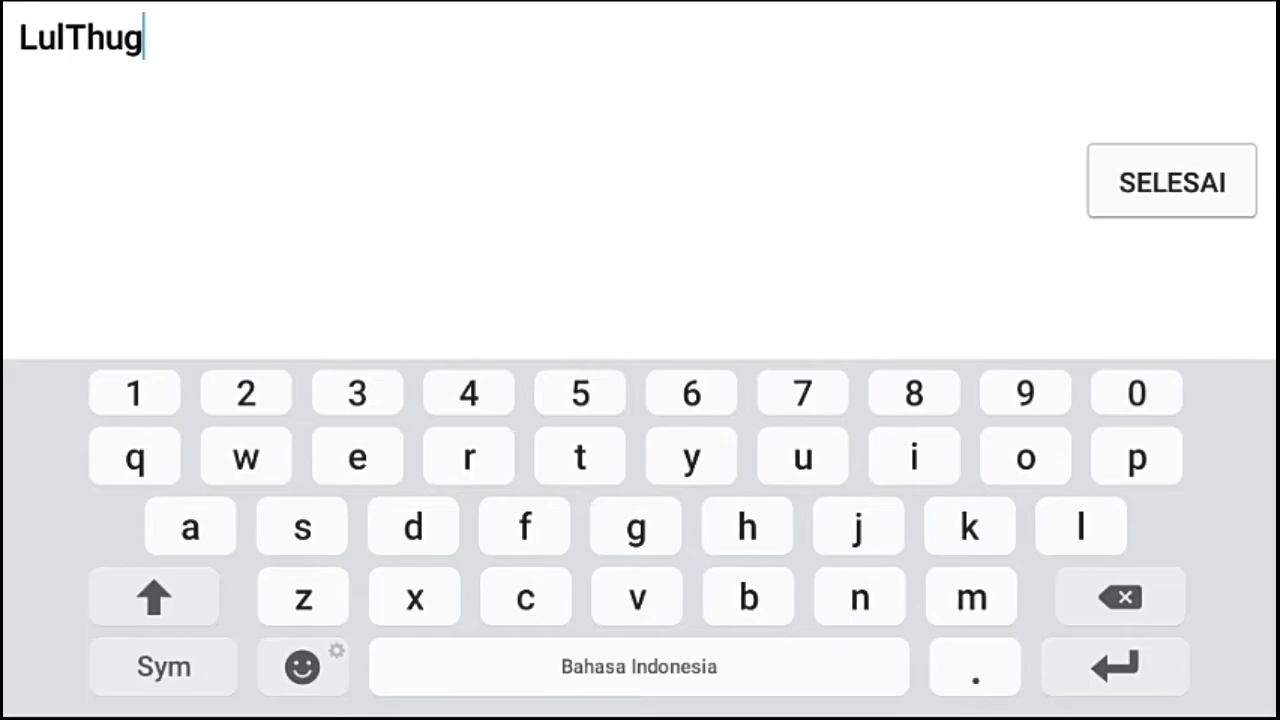 LulThug
SELESAI
1 2 3 4 5 6 7 8 9 0
q w e r t y u i o p
a s d f g h j k l
z x c v b n m
Sym Bahasa Indonesia .